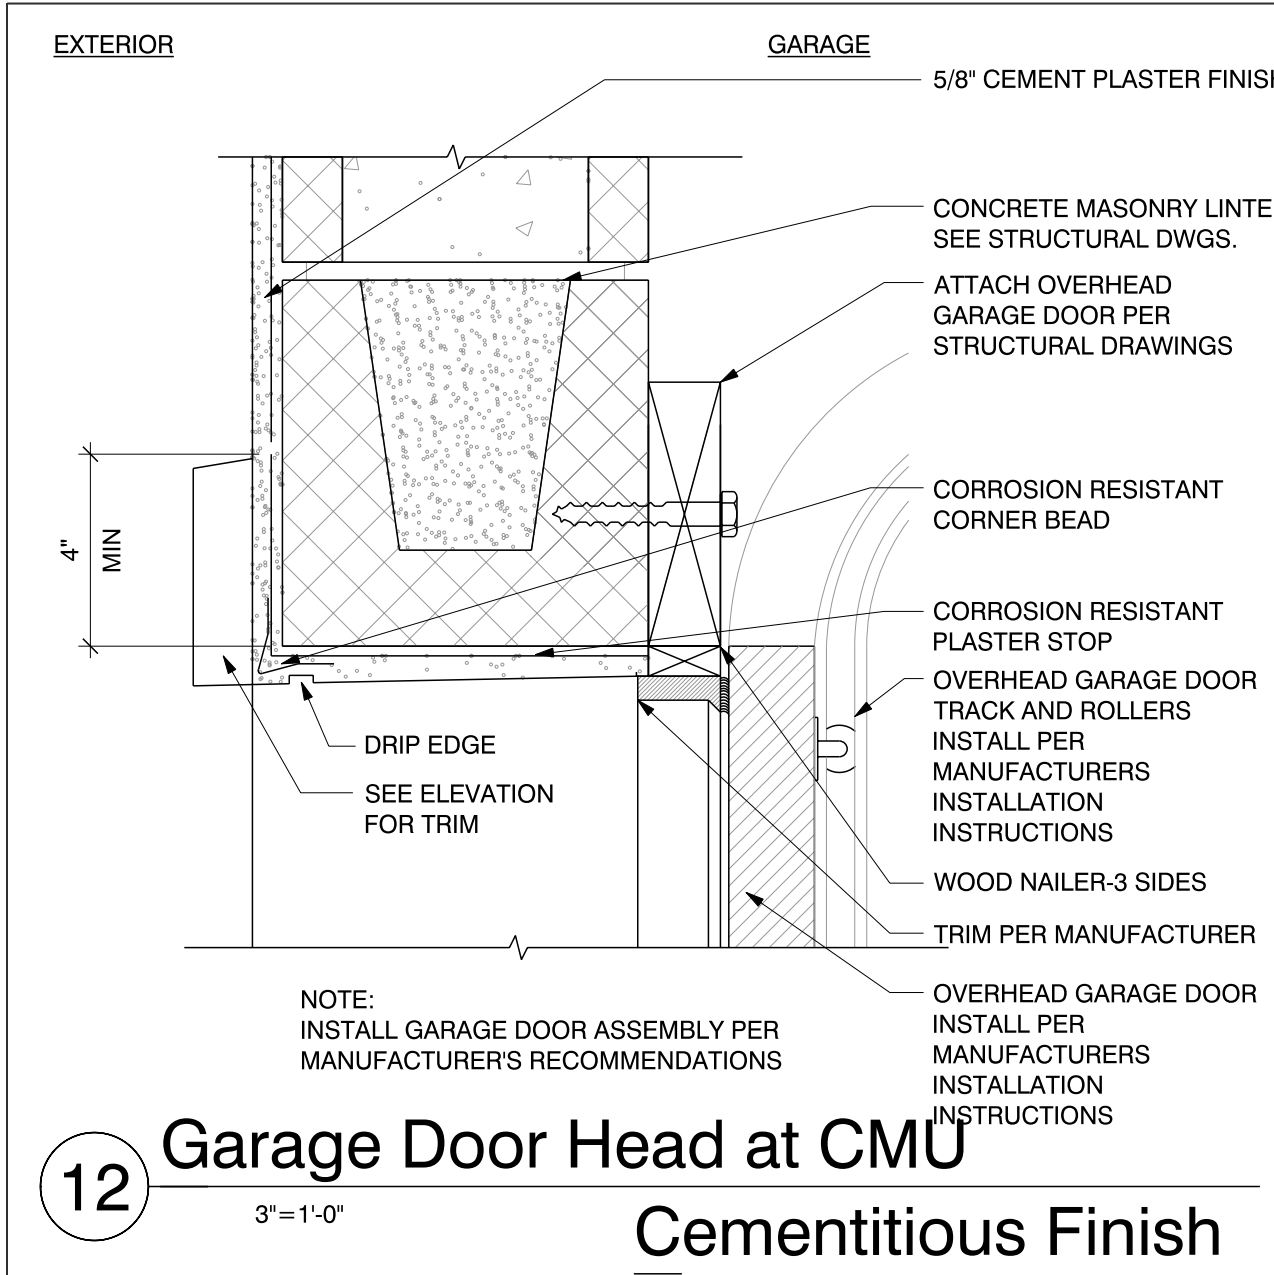 EXTERIOR
GARAGE
5/8" CEMENT PLASTER FINISH
CONCRETE MASONRY LINTE
SEE STRUCTURAL DWGS.
ATTACH OVERHEAD
GARAGE DOOR PER
STRUCTURAL DRAWINGS
4"
MIN
CORROSION RESISTANT
CORNER BEAD
CORROSION RESISTANT
PLASTER STOP
OVERHEAD GARAGE DOOR
TRACK AND ROLLERS
INSTALL PER
MANUFACTURERS
INSTALLATION
INSTRUCTIONS
DRIP EDGE
SEE ELEVATION
FOR TRIM
WOOD NAILER-3 SIDES
TRIM PER MANUFACTURER
OVERHEAD GARAGE DOOR
INSTALL PER
MANUFACTURERS
INSTALLATION
INSTRUCTIONS
NOTE:
INSTALL GARAGE DOOR ASSEMBLY PER
MANUFACTURER'S RECOMMENDATIONS
12
Garage Door Head at CMU
3"=1'-0"
Cementitious Finish